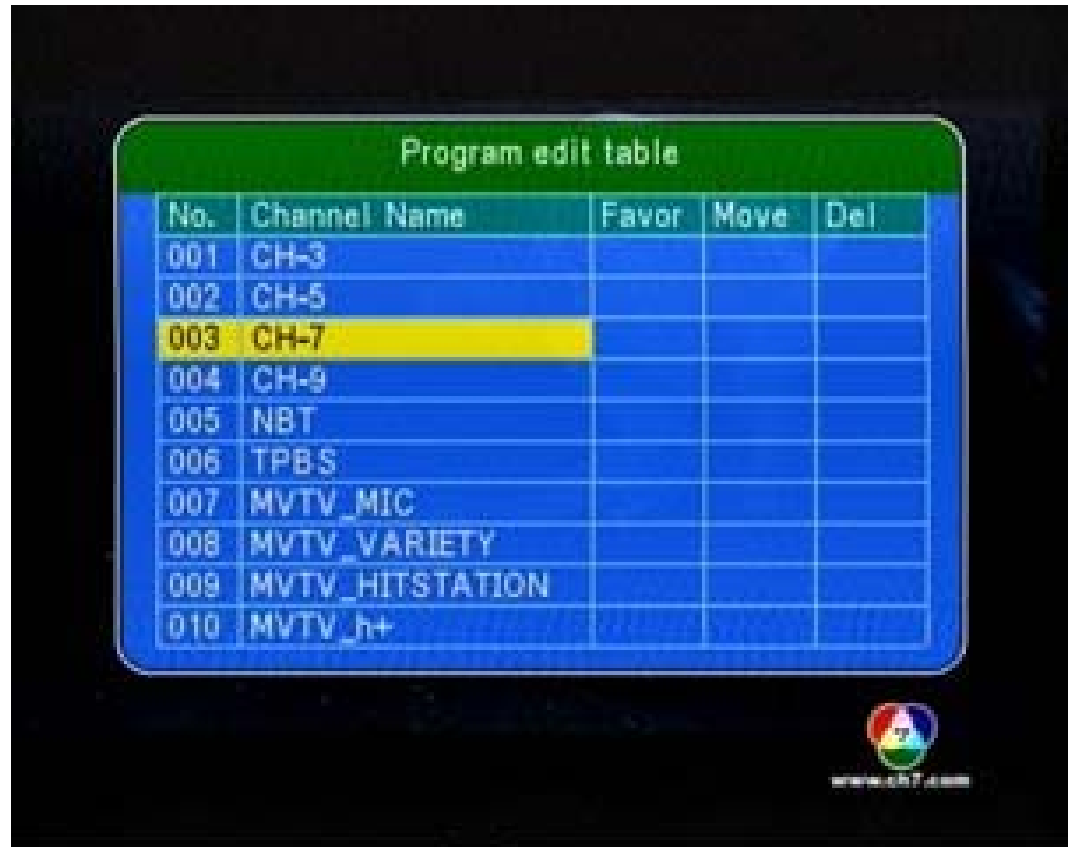 Program edit table
No. Channel Name Favor Move Del
001 CH-3
002 CH-5
003 CH-7
004 CH-9
005 NBT
006 TPBS
007 MVTV_MIC
008 MVTV_VARIETY
009 MVTV_HITSTATION
010 MVTV_h+
7
www.ch7.com